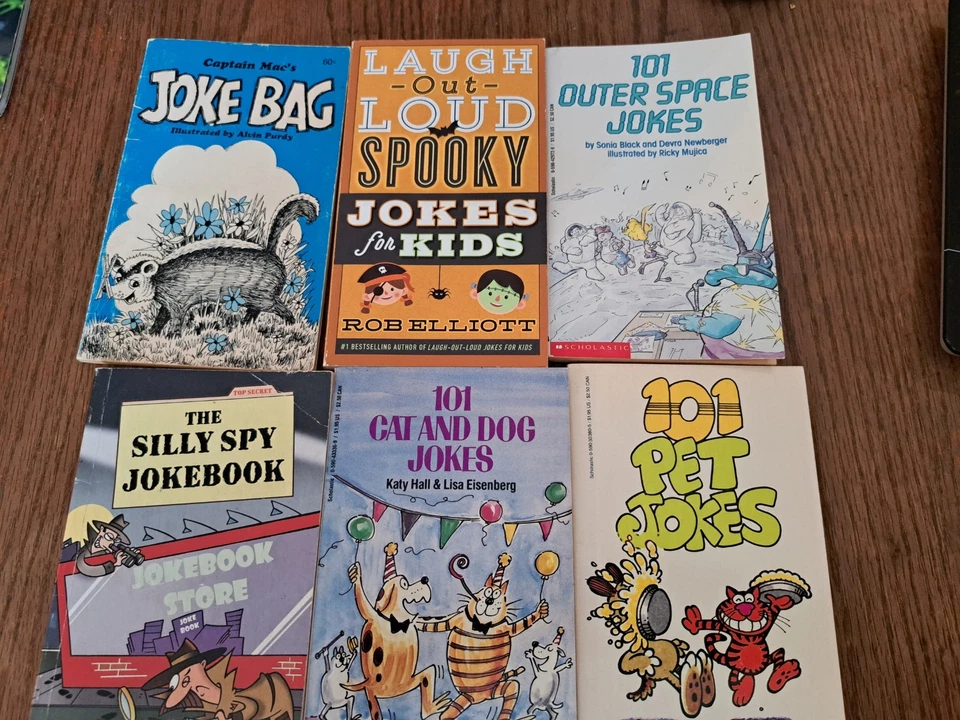 Captain Mac's
60¢
JOKE BAG
Illustrated by Alvin Purdy
LAUGH
-Out-
LOUD
SPOOKY
JOKES
for KIDS
ROB ELLIOTT
#1 BESTSELLING AUTHOR OF LAUGH-OUT-LOUD JOKES FOR KIDS
101
OUTER SPACE
JOKES
by Sonia Black and Devra Newberger
illustrated by Ricky Mujica
SCHOLASTIC
TOP SECRET
THE
SILLY SPY
JOKEBOOK
JOKEBOOK
STORE
JOKE
BOOK
101
CAT AND DOG
JOKES
Katy Hall & Lisa Eisenberg
101
PET
JOKES